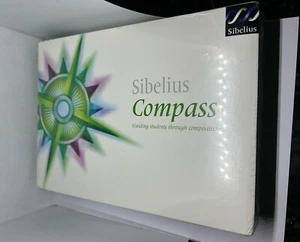 Sibelius
Sibelius
Compass
Guiding students through composition